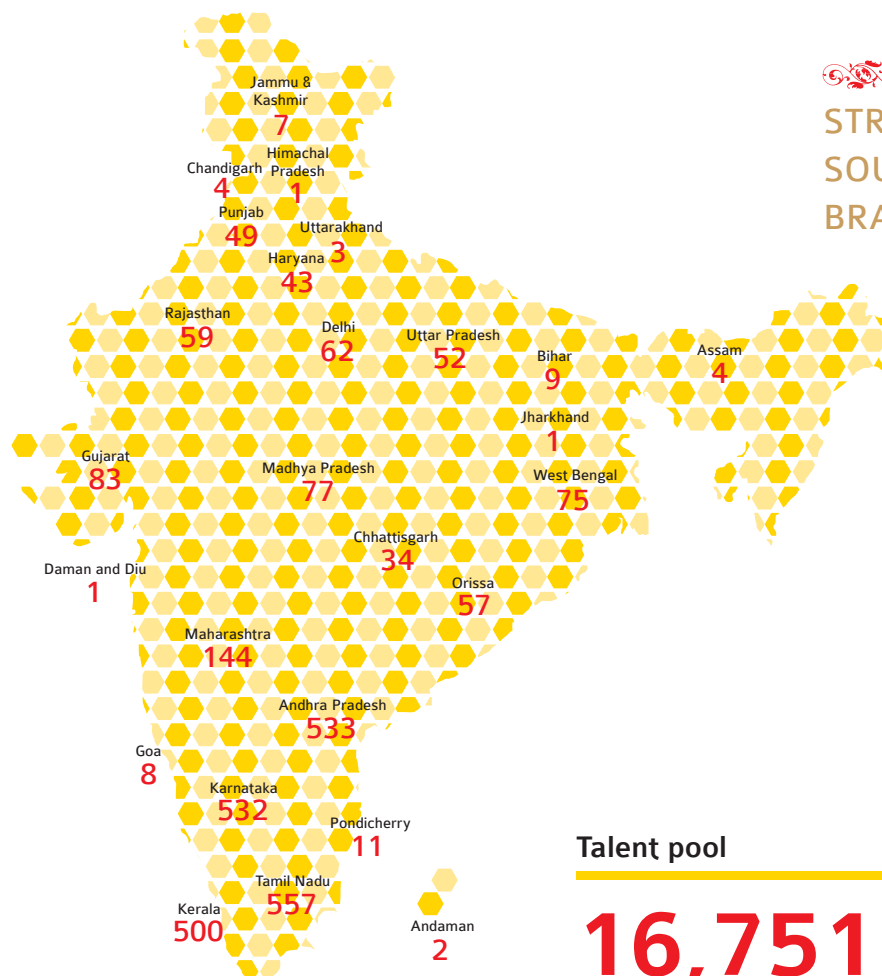 STR
SOU
BRA
Jammu &
Kashmir
7
Himachal
Pradesh
1
Chandigarh
4
Punjab
49
Uttarakhand
3
Haryana
43
Rajasthan
59
Delhi
62
Uttar Pradesh
52
Bihar
9
Assam
4
Jharkhand
1
Gujarat
83
Madhya Pradesh
77
West Bengal
75
Chhattisgarh
34
Daman and Diu
1
Orissa
57
Maharashtra
144
Andhra Pradesh
533
Goa
8
Karnataka
532
Pondicherry
11
Tamil Nadu
557
Kerala
500
Andaman
2
Talent pool
16,751